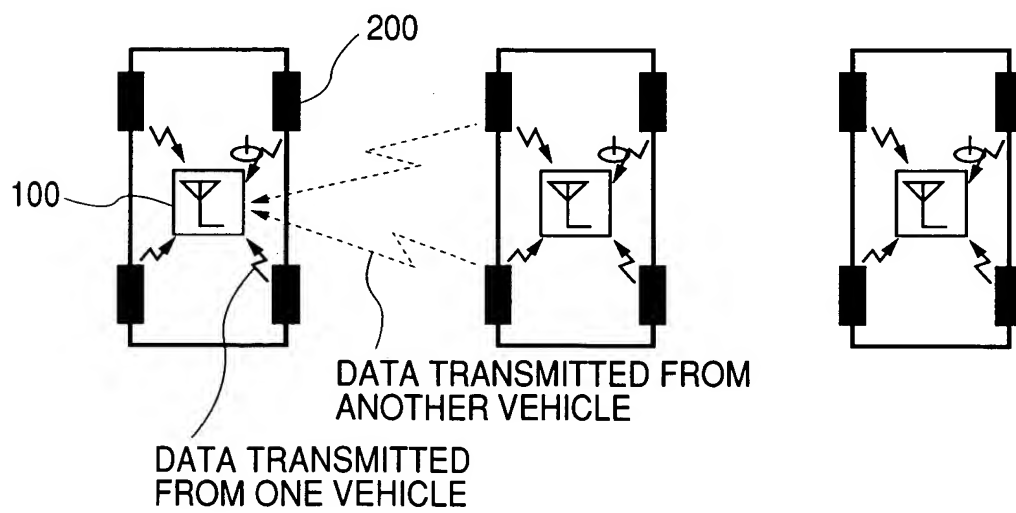 200
100
DATA TRANSMITTED FROM
ANOTHER VEHICLE
DATA TRANSMITTED
FROM ONE VEHICLE